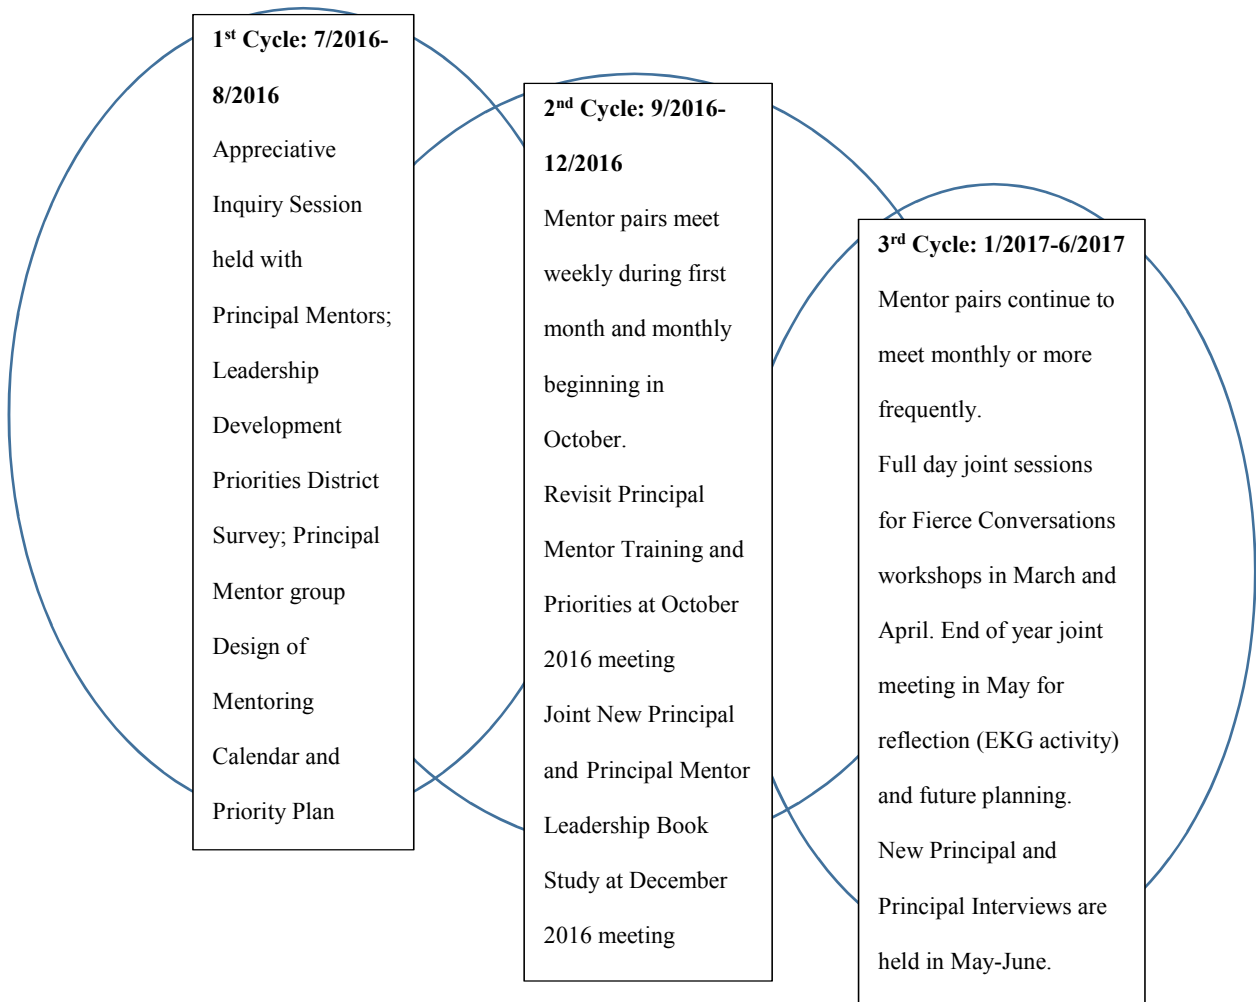 1st Cycle: 7/2016-
8/2016
Appreciative
Inquiry Session
held with
Principal Mentors;
Leadership
Development
Priorities District
Survey; Principal
Mentor group
Design of
Mentoring
Calendar and
Priority Plan
2nd Cycle: 9/2016-
12/2016
Mentor pairs meet
weekly during first
month and monthly
beginning in
October.
Revisit Principal
Mentor Training and
Priorities at October
2016 meeting
Joint New Principal
and Principal Mentor
Leadership Book
Study at December
2016 meeting
3rd Cycle: 1/2017-6/2017
Mentor pairs continue to
meet monthly or more
frequently.
Full day joint sessions
for Fierce Conversations
workshops in March and
April. End of year joint
meeting in May for
reflection (EKG activity)
and future planning.
New Principal and
Principal Interviews are
held in May-June.